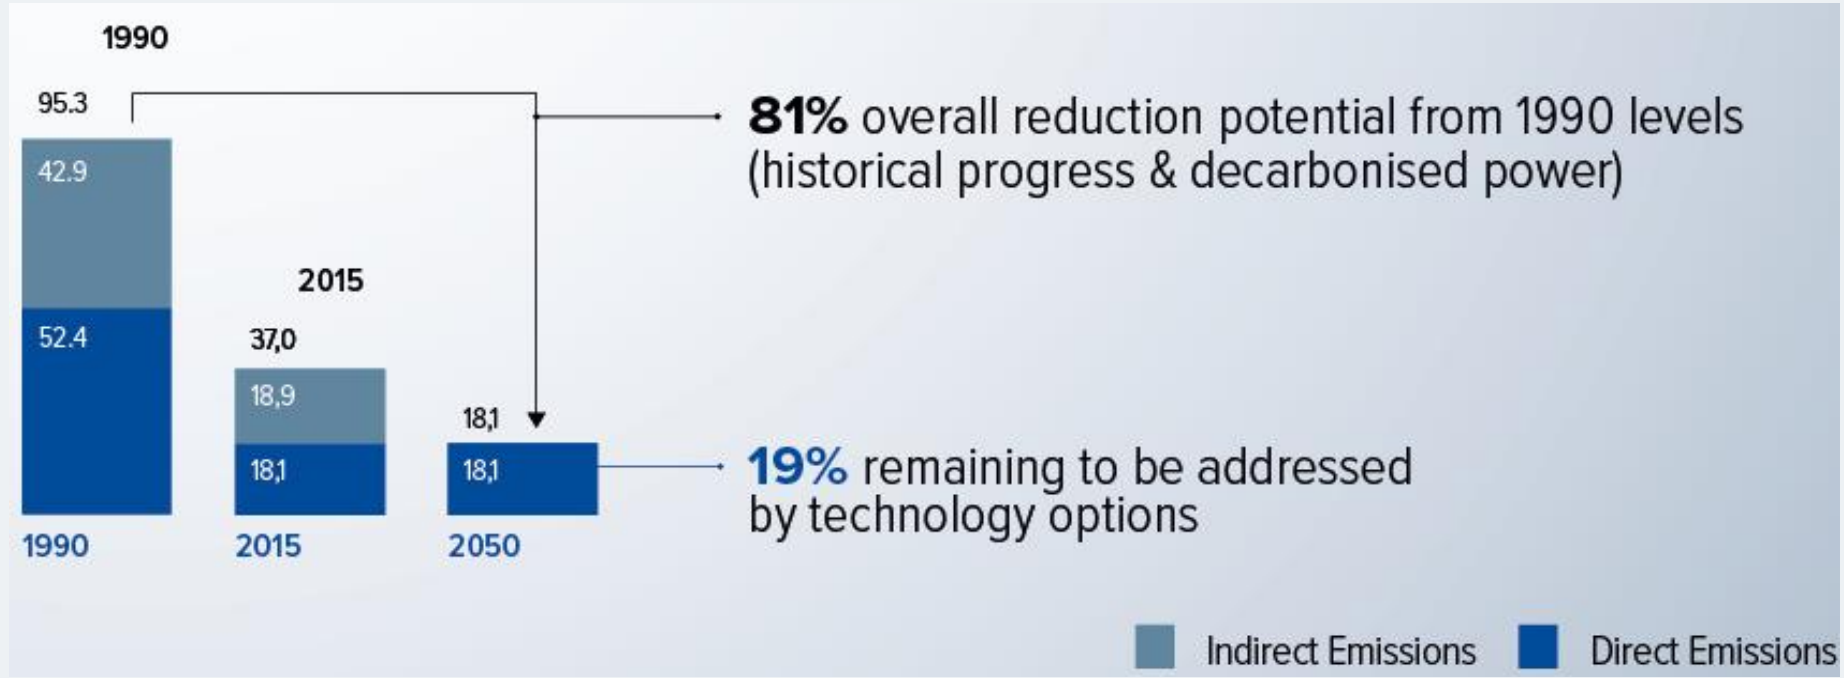 1990
95.3
42.9
52.4
1990
2015
37,0
18,9
18,1
2015
18,1
18,1
2050
81% overall reduction potential from 1990 levels
(historical progress & decarbonised power)
19% remaining to be addressed
by technology options
Indirect Emissions
Direct Emissions